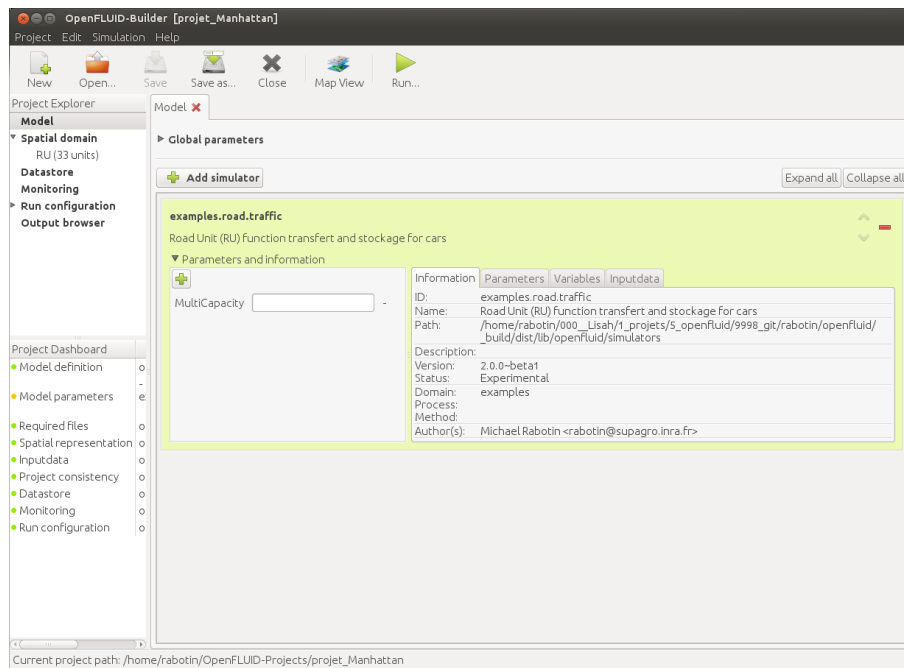 OpenFLUID-Builder [projet_Manhattan]
Project Edit Simulation Help
New Open... Save Save as... Close Map View Run...
Project Explorer
Model
Spatial domain
RU (33 units)
Datastore
Monitoring
Run configuration
Output browser
Project Dashboard
Model definition o
-
Model parameters e
Required files o
Spatial representation o
Inputdata o
Project consistency o
Datastore o
Monitoring o
Run configuration o
Model
Global parameters
Add simulator Expand all Collapse all
examples.road.traffic
Road Unit (RU) function transfert and stockage for cars
Parameters and information
MultiCapacity -
Information Parameters Variables Inputdata
ID: examples.road.traffic
Name: Road Unit (RU) function transfert and stockage for cars
Path: /home/rabotin/000__Lisah/1_projets/5_openfluid/9998_git/rabotin/openfluid/
_build/dist/lib/openfluid/simulators
Description:
Version: 2.0.0~beta1
Status: Experimental
Domain: examples
Process:
Method:
Author(s): Michael Rabotin <rabotin@supagro.inra.fr>
Current project path: /home/rabotin/OpenFLUID-Projects/projet_Manhattan